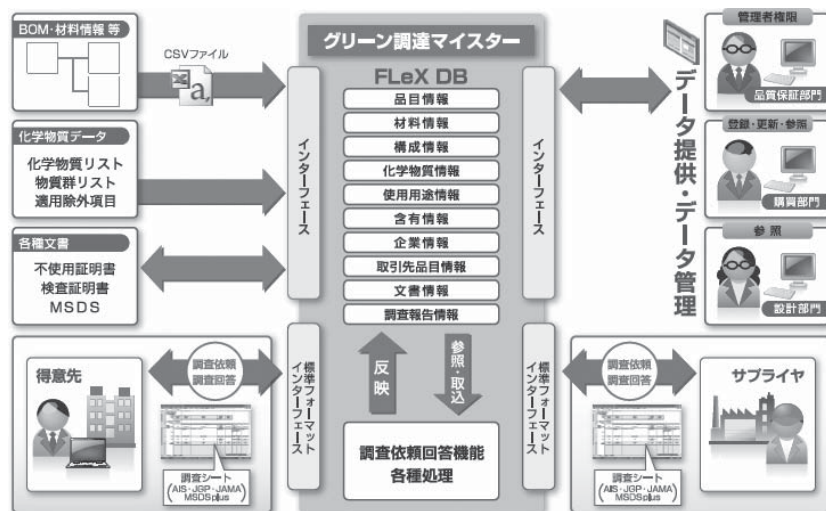 BOM・材料情報 等
CSVファイル
a,
化学物質データ
化学物質リスト
物質群リスト
適用除外項目
各種文書
不使用証明書
検査証明書
MSDS
インターフェース
グリーン調達マイスター
FLeX DB
品目情報
材料情報
構成情報
化学物質情報
使用用途情報
含有情報
企業情報
取引先品目情報
文書情報
調査報告情報
反映
参照・取込
調査依頼回答機能
各種処理
インターフェース
データ提供・データ管理
管理者権限
品質保証部門
登録・更新・参照
購買部門
参照
設計部門
得意先
調査依頼
調査回答
調査シート
(AIS・JGP・JAMA)
MSDSplus
標準フォーマット
インターフェース
標準フォーマット
インターフェース
調査依頼
調査回答
調査シート
(AIS・JGP・JAMA)
MSDSplus
サプライヤ